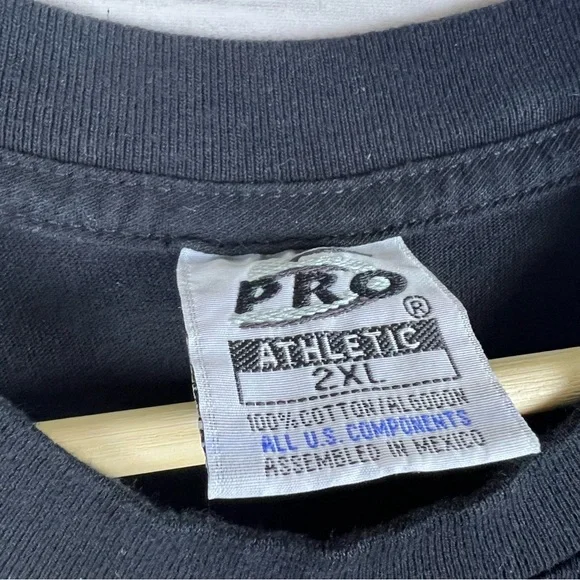 PRO
®
ATHLETIC
2XL
100% COTTON/ALGODON
ALL U.S. COMPONENTS
ASSEMBLED IN MEXICO